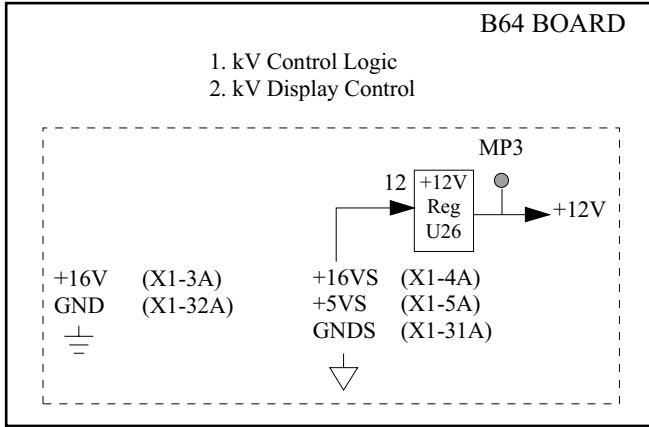 B64 BOARD
1. kV Control Logic
2. kV Display Control
MP3
12
+12V
Reg
U26
+12V
+16V (X1-3A)
GND (X1-32A)
+16VS (X1-4A)
+5VS (X1-5A)
GNDS (X1-31A)